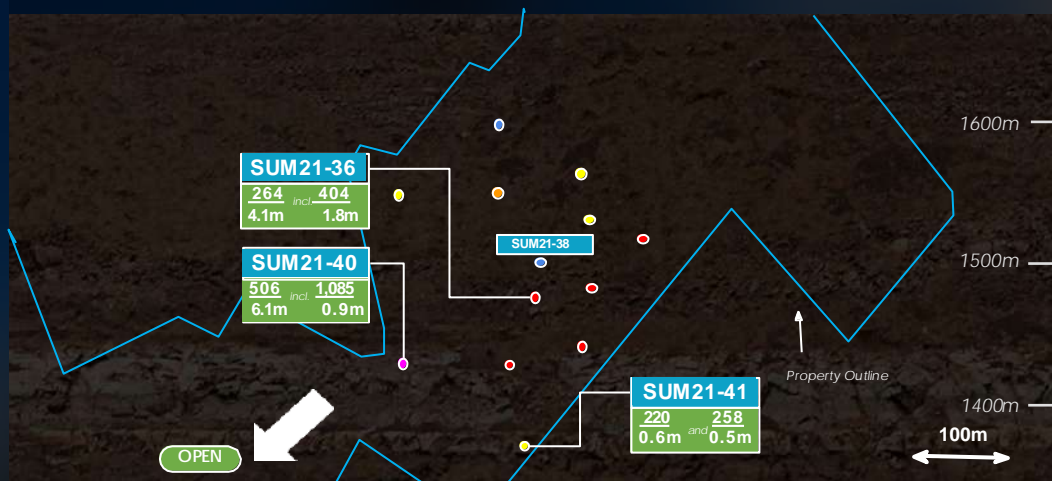 1600m
SUM21-36
264 incl. 404
4.1m 1.8m
SUM21-38
SUM21-40
506 incl. 1,085
6.1m 0.9m
1500m
Property Outline
SUM21-41
220 and 258
0.6m 0.5m
1400m
100m
OPEN